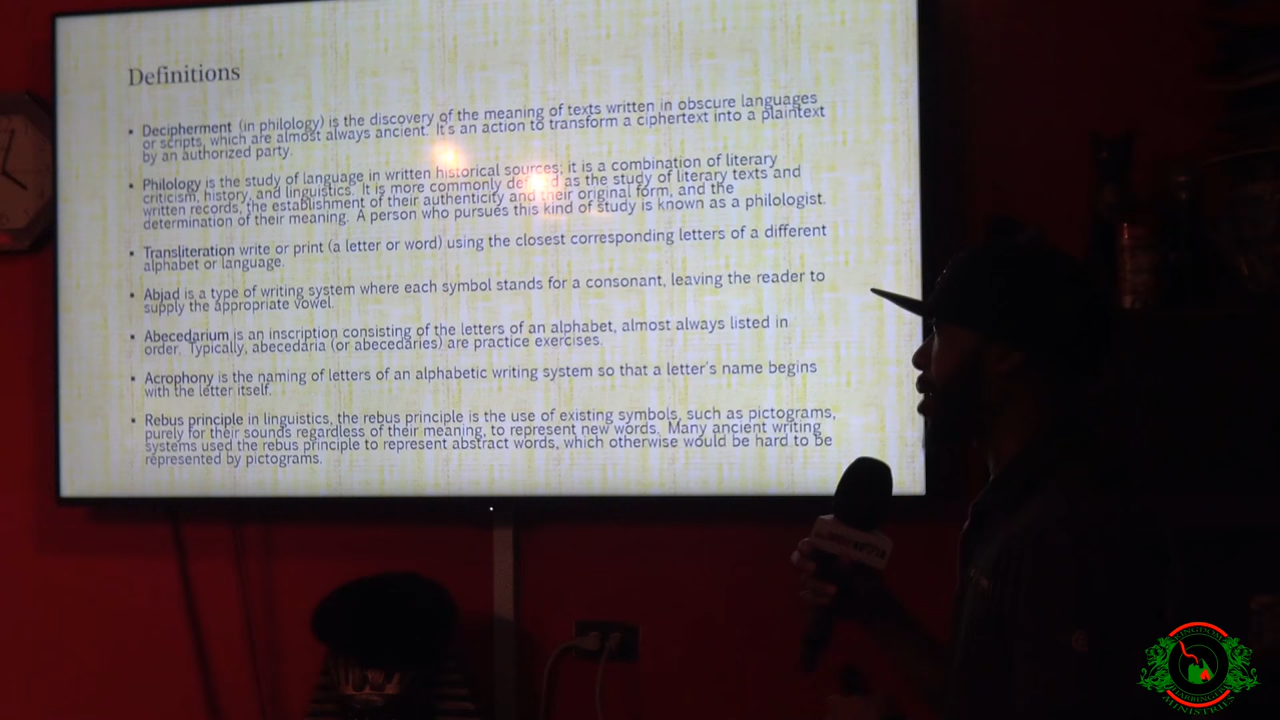 Definitions
• Decipherment (in philology) is the discovery of the meaning of texts written in obscure languages
or scripts, which are almost always ancient. It's an action to transform a ciphertext into a plaintext
by an authorized party.
• Philology is the study of language in written historical sources; it is a combination of literary
criticism, history, and linguistics. It is more commonly as the study of literary texts and
written records, the establishment of their authenticity and their original form, and the
determination of their meaning. A person who pursues this kind of study is known as a philologist.
• Transliteration write or print (a letter or word) using the closest corresponding letters of a different
alphabet or language.
• Abjad is a type of writing system where each symbol stands for a consonant, leaving the reader to
supply the appropriate vowel.
• Abecedarium is an inscription consisting of the letters of an alphabet, almost always listed in
order. Typically, abecedaria (or abecedaries) are practice exercises.
• Acrophony is the naming of letters of an alphabetic writing system so that a letter's name begins
with the letter itself.
• Rebus principle in linguistics, the rebus principle is the use of existing symbols, such as pictograms,
purely for their sounds regardless of their meaning, to represent new words. Many ancient writing
systems used the rebus principle to represent abstract words, which otherwise would be hard to be
represented by pictograms.
KINGDOM
HARBINGER
MINISTRIES